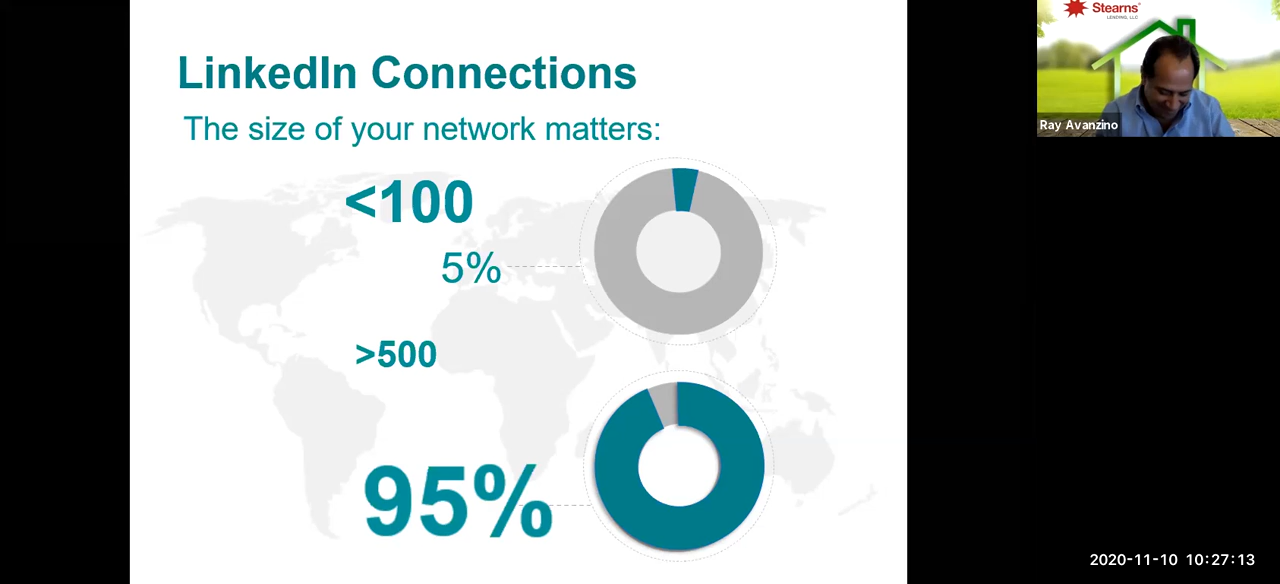 LinkedIn Connections
The size of your network matters:
<100
5%
>500
95%
Stearns
LENDING, LLC
Ray Avanzino
2020-11-10 10:27:13